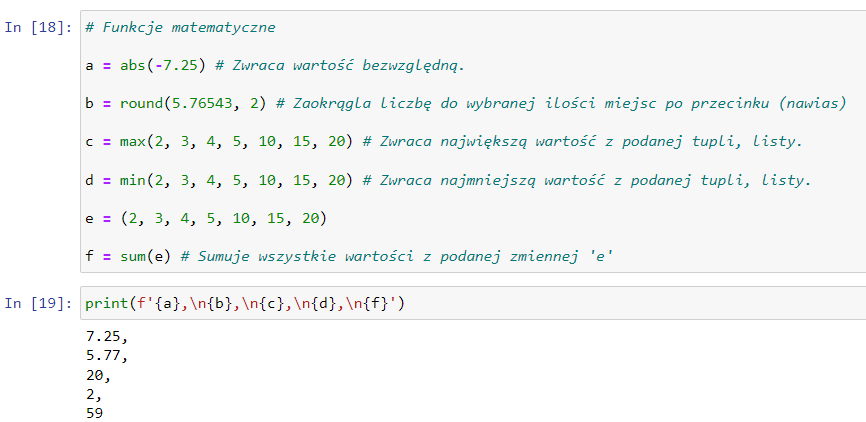 In [18]: # Funkcje matematyczne
a = abs(-7.25) # Zwraca wartość bezwzględną.
b = round(5.76543, 2) # Zaokrągla liczbę do wybranej ilości miejsc po przecinku (nawias)
c = max(2, 3, 4, 5, 10, 15, 20) # Zwraca największą wartość z podanej tupli, listy.
d = min(2, 3, 4, 5, 10, 15, 20) # Zwraca najmniejszą wartość z podanej tupli, listy.
e = (2, 3, 4, 5, 10, 15, 20)
f = sum(e) # Sumuje wszystkie wartości z podanej zmiennej 'e'
In [19]: print(f'{a},\n{b},\n{c},\n{d},\n{f}')
7.25,
5.77,
20,
2,
59